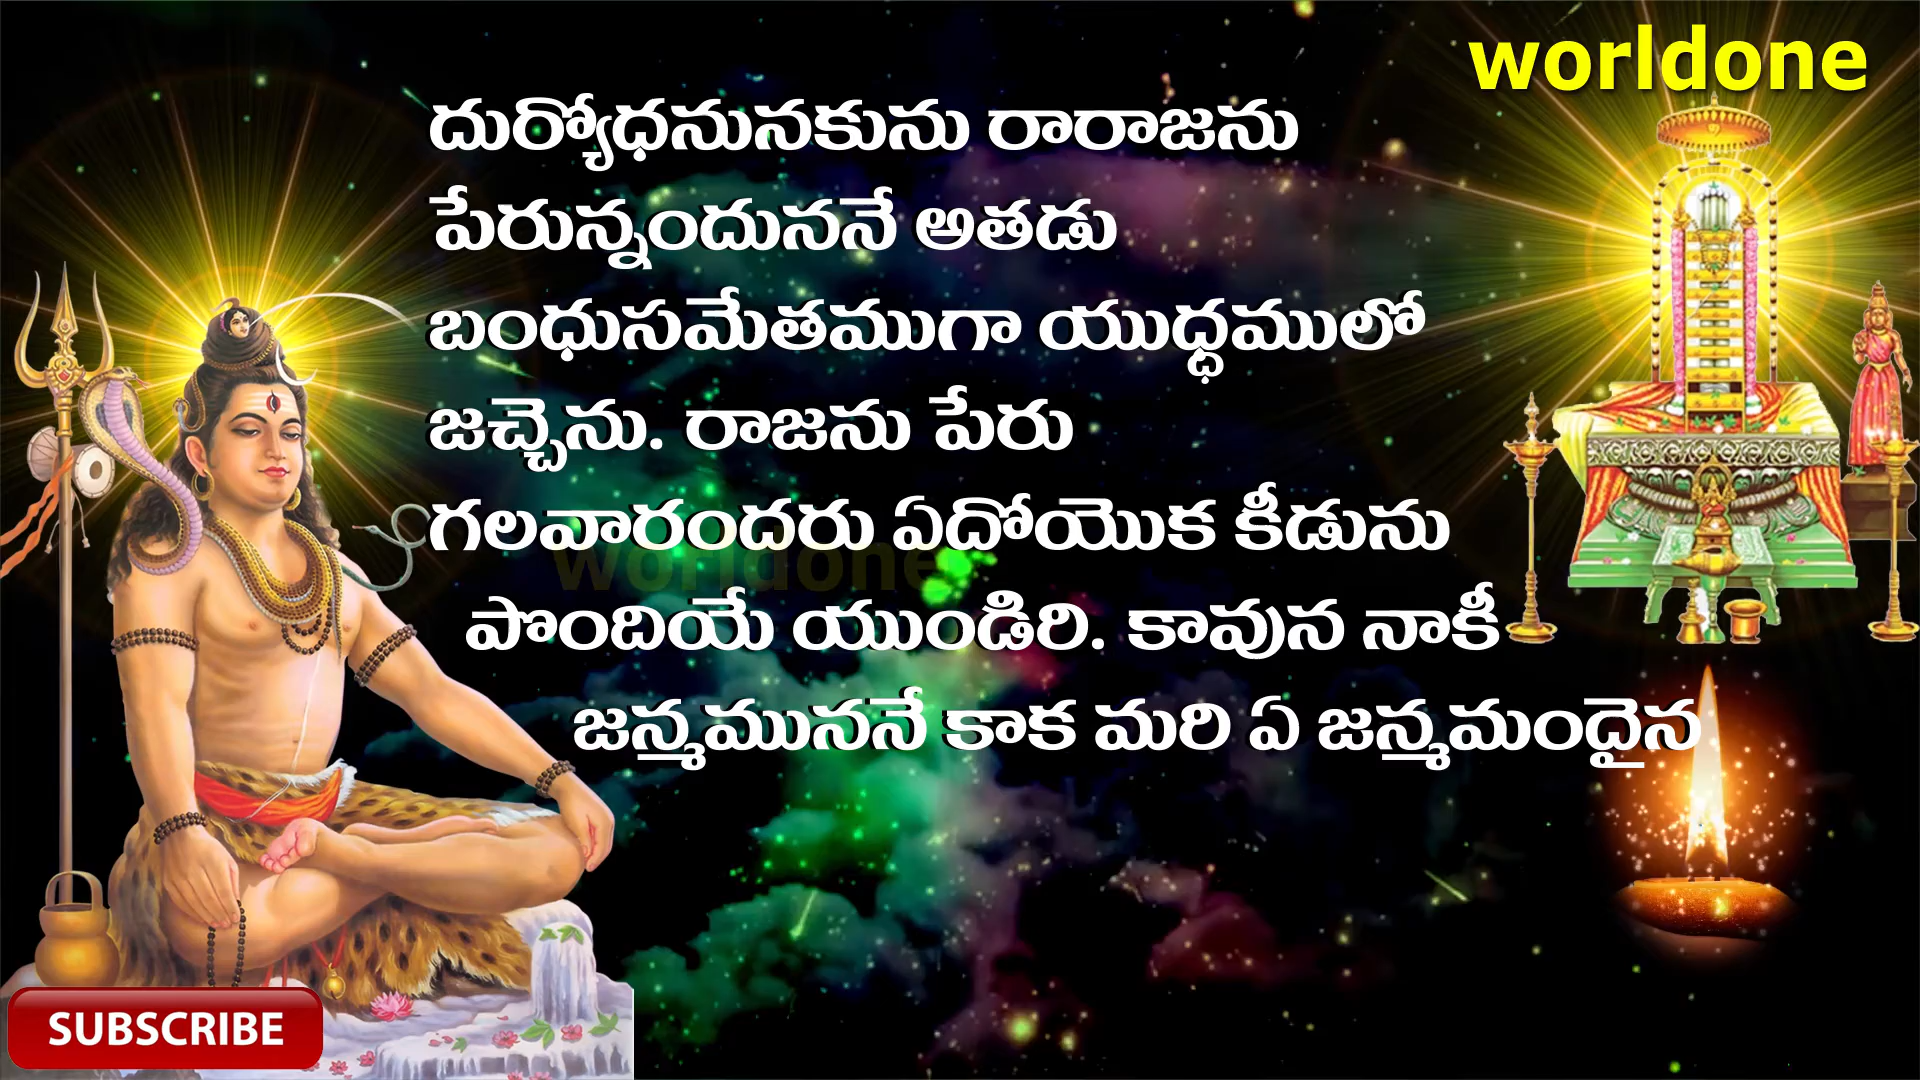 worldone
దుర్యోధనునకును రారాజను
పేరున్నందుననే అతడు
బంధుసమేతముగా యుద్ధములో
జచ్చెను. రాజను పేరు
గలవారందరు ఏదోయొక కీడును
worldone
పొందియే యుండిరి. కావున నాకీ
జన్మముననే కాక మరి ఏ జన్మమందైన
SUBSCRIBE